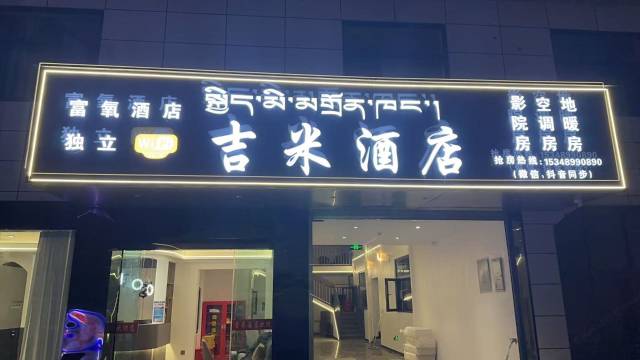 富氧酒店
独立 WiFi
སྐྱིད་མི་མགྲོན་ཁང་།
吉米酒店
影院房
空调房
地暖房
抢房热线:15348990890
(微信,抖音同步)